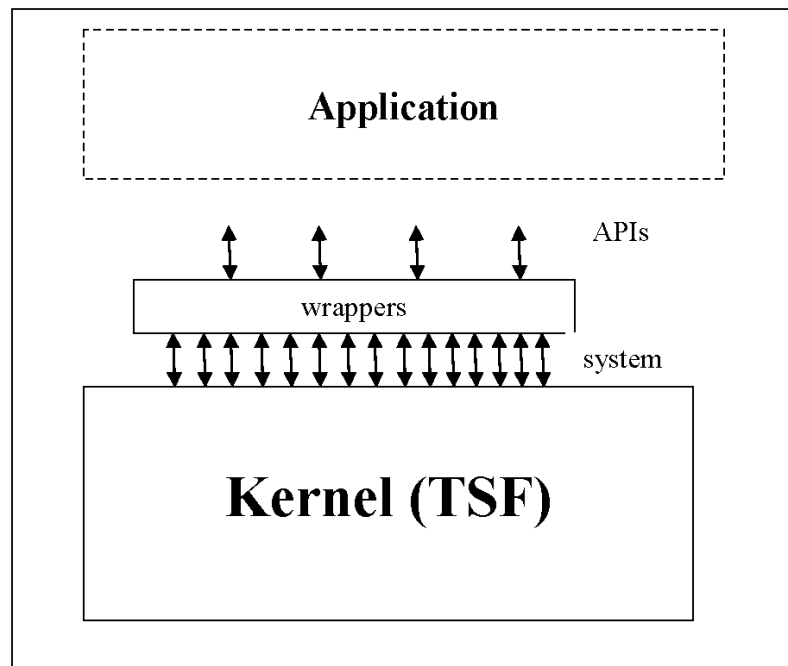 Application
APIs
wrappers
system
Kernel (TSF)